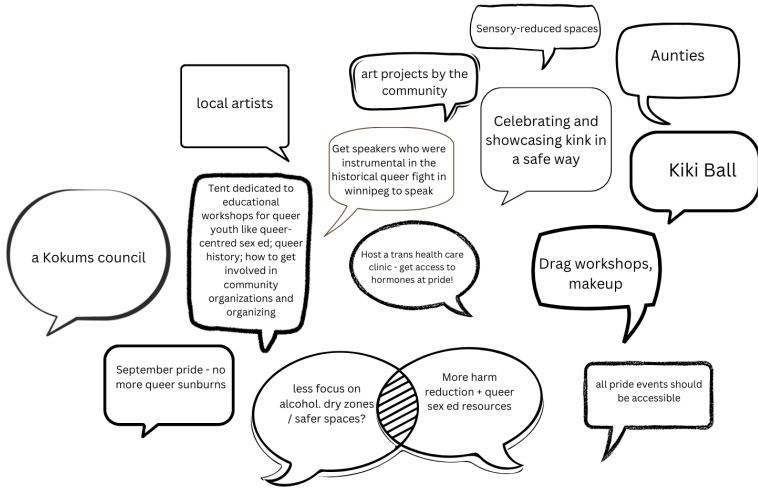 Sensory-reduced spaces
Aunties
art projects by the
community
local artists
Celebrating and
showcasing kink in
a safe way
Get speakers who were
instrumental in the
historical queer fight in
winnipeg to speak
Kiki Ball
Tent dedicated to
educational
workshops for queer
youth like queer-
centred sex ed; queer
history; how to get
involved in
community
organizations and
organizing
a Kokums council
Host a trans health care
clinic - get access to
hormones at pride!
Drag workshops,
makeup
September pride - no
more queer sunburns
less focus on
alcohol. dry zones
/ safer spaces?
More harm
reduction + queer
sex ed resources
all pride events should
be accessible